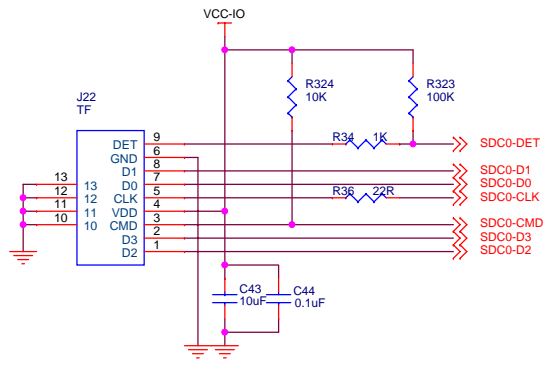 VCC-IO
R324
10K
R323
100K
J22
TF
DET 9 R34 1K SDC0-DET
GND 6
D1 8 SDC0-D1
13 13 D0 7 SDC0-D0
12 12 CLK 5 R36 22R SDC0-CLK
11 11 VDD 4
10 10 CMD 3 SDC0-CMD
D3 2 SDC0-D3
D2 1 SDC0-D2
C43
10uF
C44
0.1uF